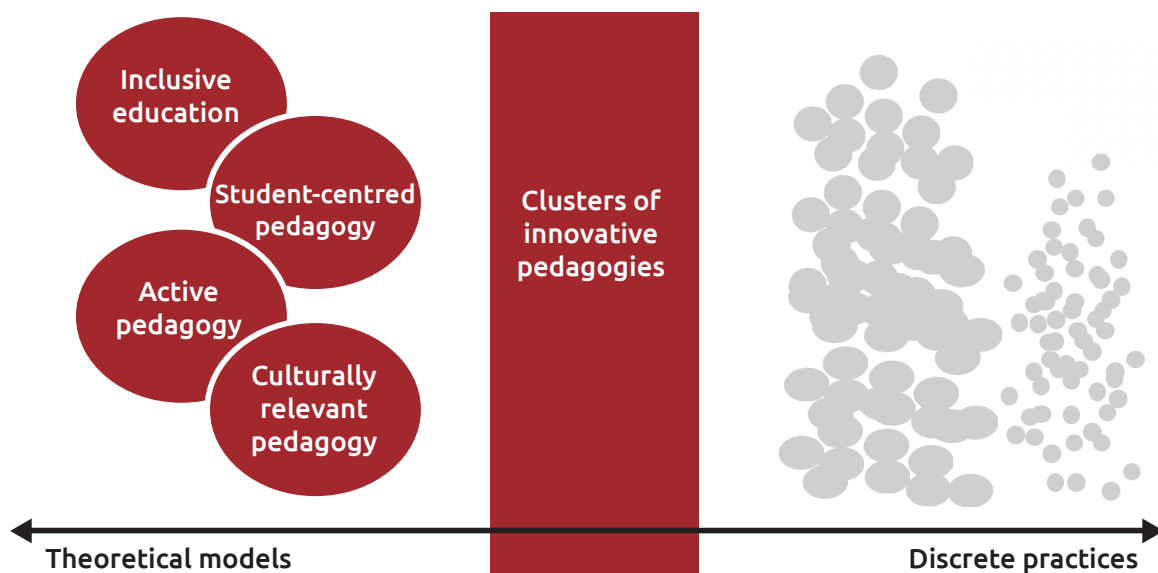 Inclusive
education
Student-centred
pedagogy
Active
pedagogy
Culturally
relevant
pedagogy
Clusters of
innovative
pedagogies
Theoretical models
Discrete practices